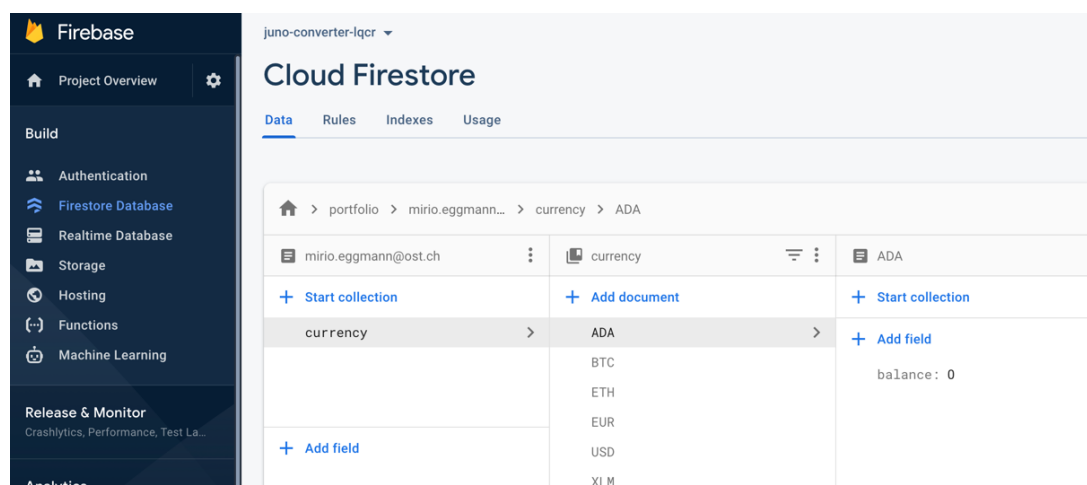 Firebase
Project Overview
Build
Authentication
Firestore Database
Realtime Database
Storage
Hosting
Functions
Machine Learning
Release & Monitor
Crashlytics, Performance, Test La...
Analytics
juno-converter-lqcr
Cloud Firestore
Data Rules Indexes Usage
portfolio > mirio.eggmann... > currency > ADA
mirio.eggmann@ost.ch
+ Start collection
currency
+ Add field
currency
+ Add document
ADA
BTC
ETH
EUR
USD
XLM
ADA
+ Start collection
+ Add field
balance: 0